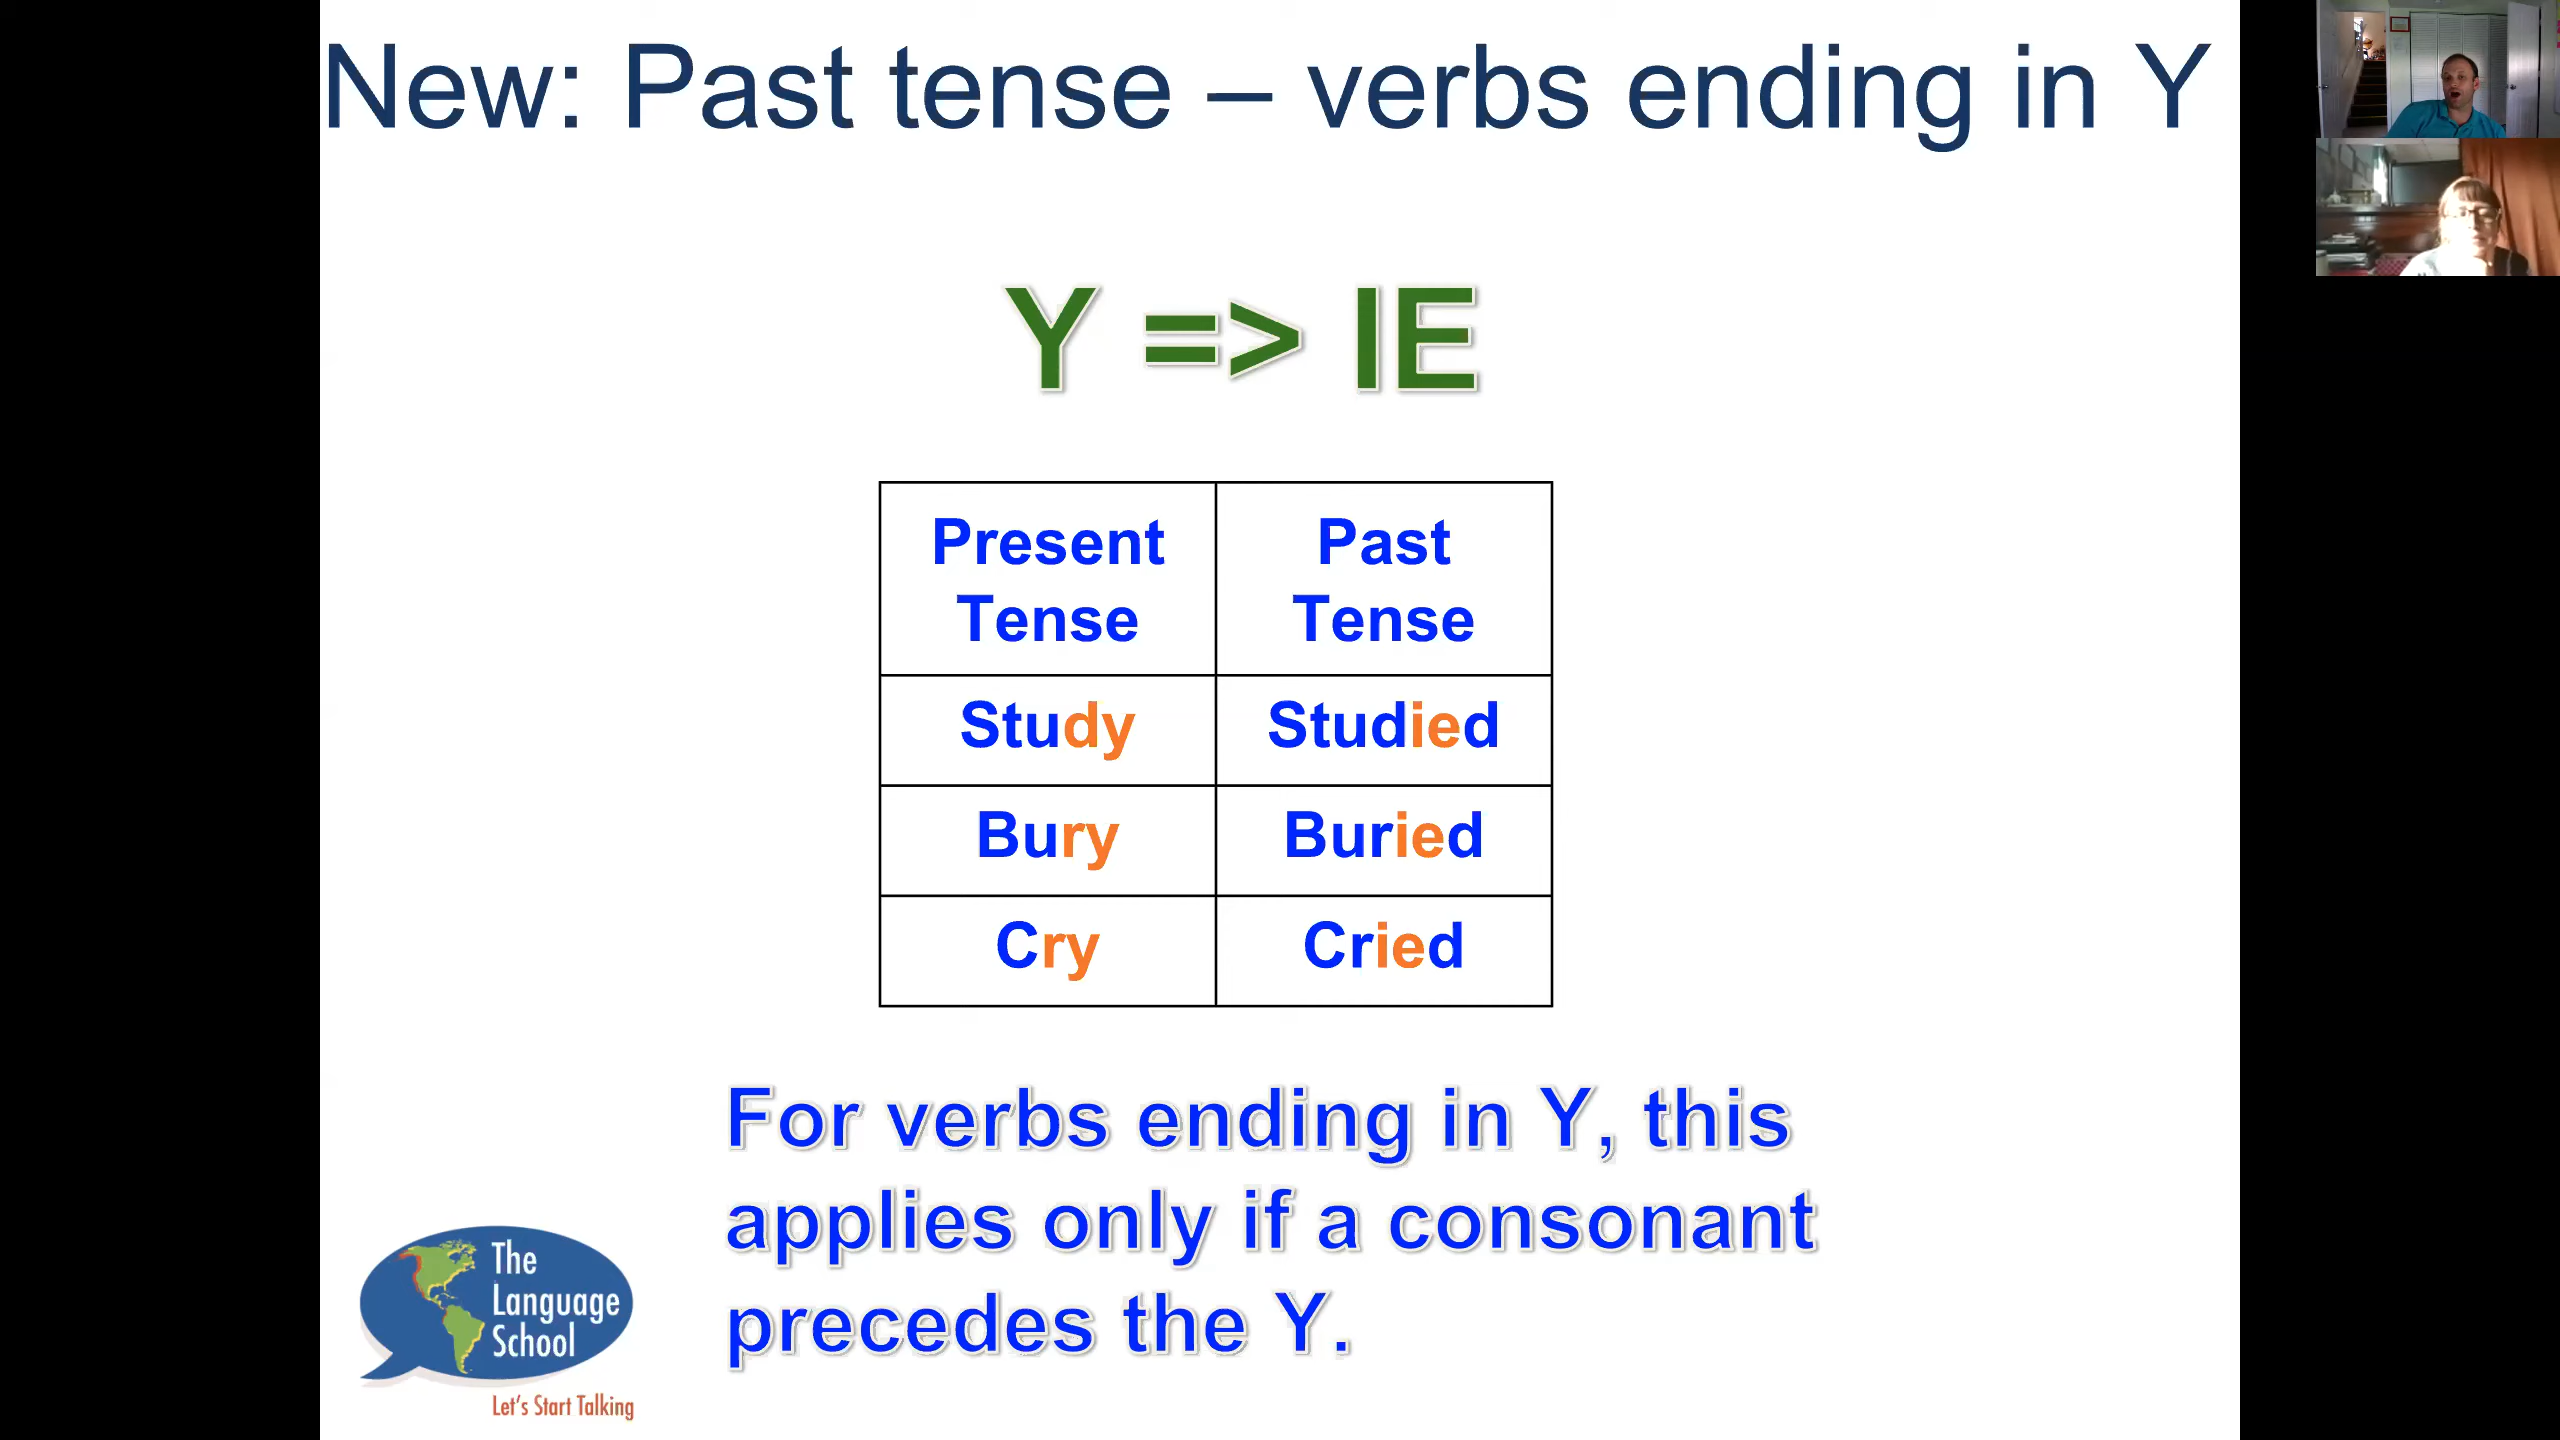 New: Past tense – verbs ending in Y
Y => IE
Present Tense
Past Tense
Study
Studied
Bury
Buried
Cry
Cried
For verbs ending in Y, this
applies only if a consonant
precedes the Y.
The
Language
School
Let's Start Talking